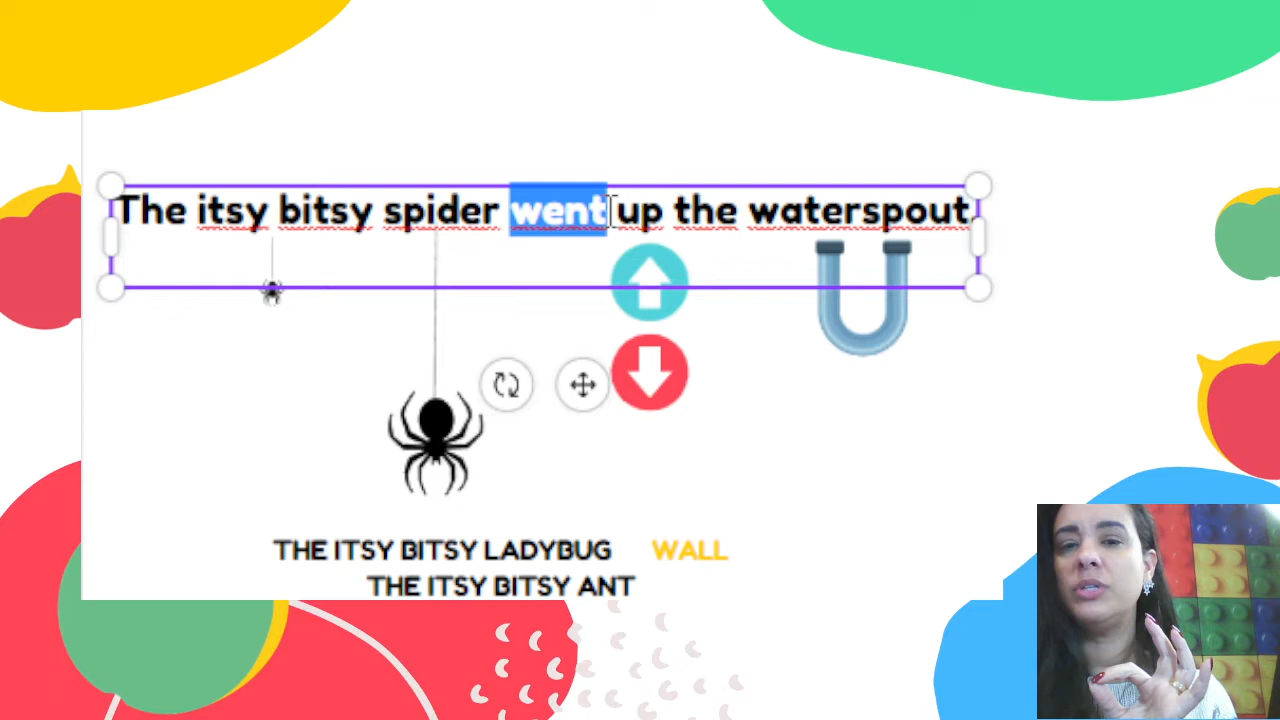 The itsy bitsy spider went up the waterspout.
THE ITSY BITSY LADYBUG WALL
THE ITSY BITSY ANT